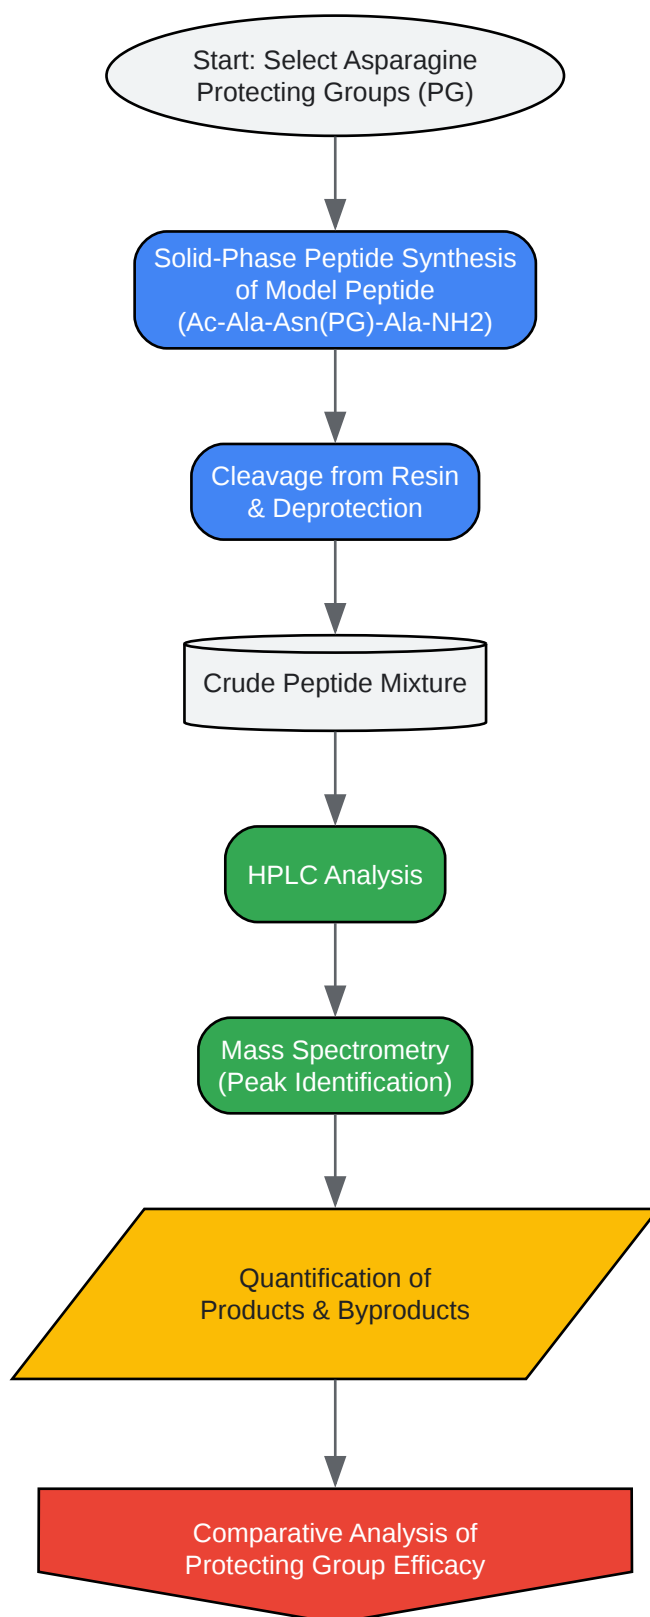 Start: Select Asparagine
Protecting Groups (PG)
Solid-Phase Peptide Synthesis
of Model Peptide
(Ac-Ala-Asn(PG)-Ala-NH2)
Cleavage from Resin
& Deprotection
Crude Peptide Mixture
HPLC Analysis
Mass Spectrometry
(Peak Identification)
Quantification of
Products & Byproducts
Comparative Analysis of
Protecting Group Efficacy